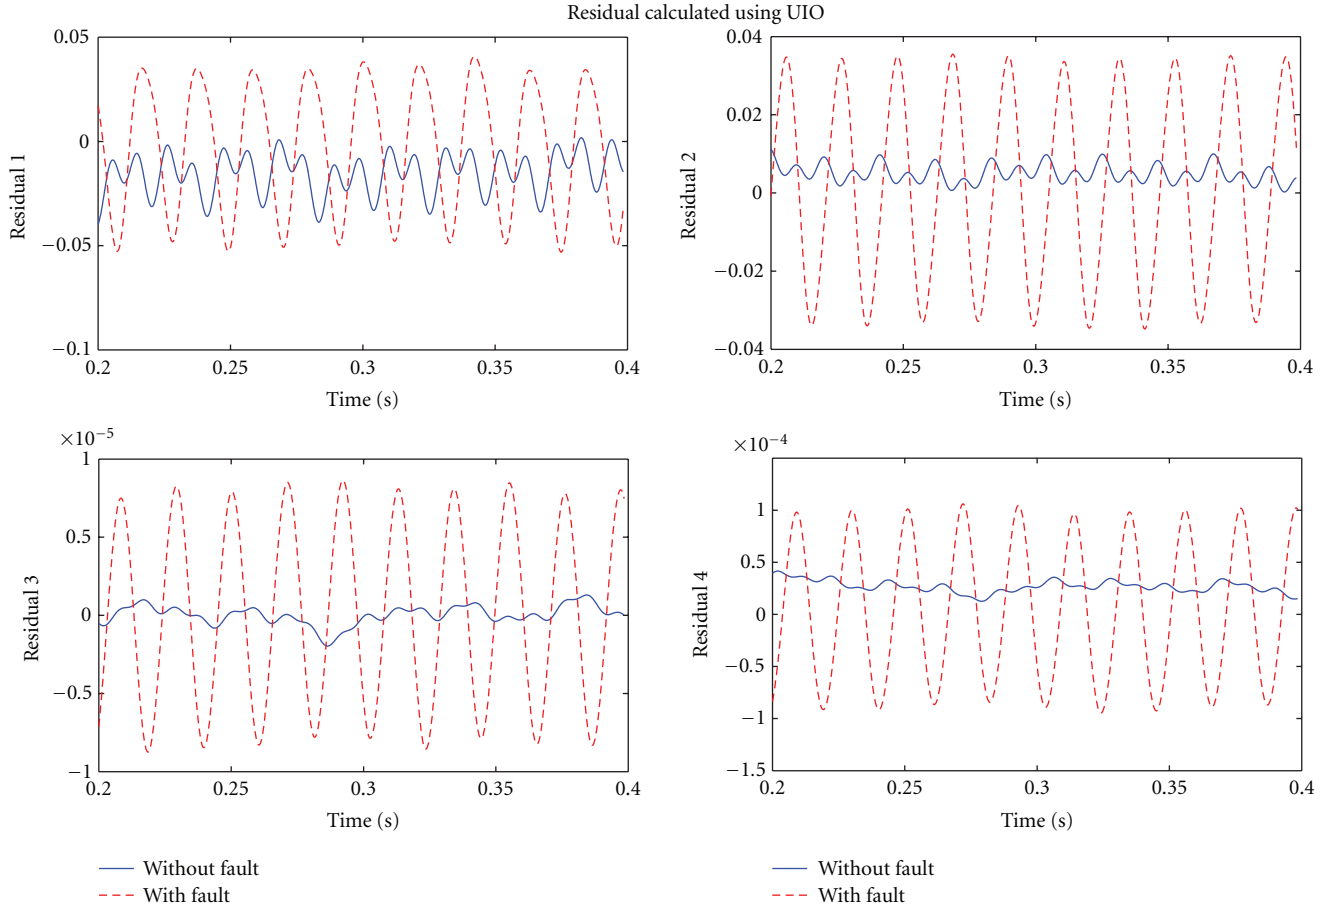 Residual calculated using UIO
0.05
0
−0.05
−0.1
Residual 1
0.2 0.25 0.3 0.35 0.4
Time (s)
0.04
0.02
0
−0.02
−0.04
Residual 2
0.2 0.25 0.3 0.35 0.4
Time (s)
×10−5
1
0.5
0
−0.5
−1
Residual 3
0.2 0.25 0.3 0.35 0.4
Time (s)
×10−4
1
0.5
0
−0.5
−1
−1.5
Residual 4
0.2 0.25 0.3 0.35 0.4
Time (s)
Without fault
With fault
Without fault
With fault